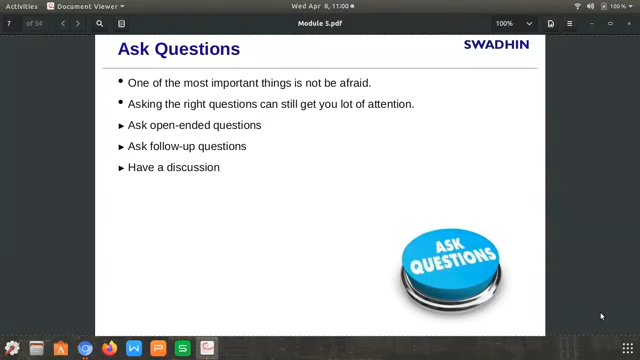 Activities Document Viewer Wed Apr 8, 11:00 100 %
7 of 54 Module 5.pdf 100%
Ask Questions SWADHIN
• One of the most important things is not be afraid.
• Asking the right questions can still get you lot of attention.
► Ask open-ended questions
► Ask follow-up questions
► Have a discussion
ASK
QUESTIONS
W P S